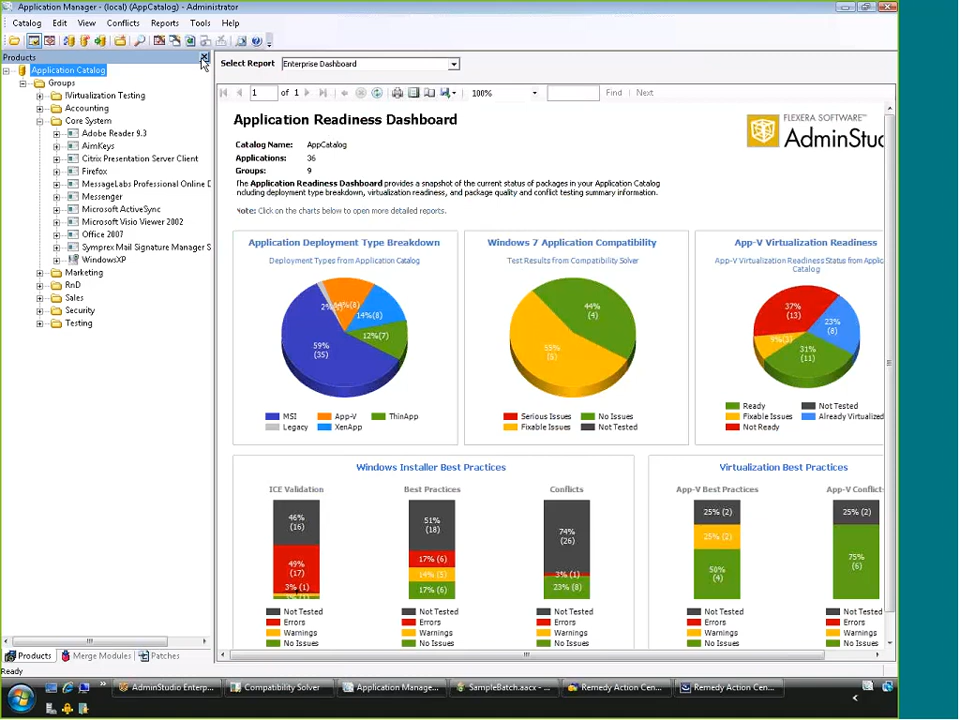 Application Manager - (local) (AppCatalog) - Administrator
Catalog Edit View Conflicts Reports Tools Help
Products
Application Catalog
Groups
!Virtualization Testing
Accounting
Core System
Adobe Reader 9.3
AimKeys
Citrix Presentation Server Client
Firefox
MessageLabs Professional Online D
Messenger
Microsoft ActiveSync
Microsoft Visio Viewer 2002
Office 2007
Symprex Mail Signature Manager S
WindowsXP
Marketing
RnD
Sales
Security
Testing
Products Merge Modules Patches
Ready
Select Report Enterprise Dashboard
1 of 1 100% Find Next
Application Readiness Dashboard
FLEXERA SOFTWARE
AdminStu
Catalog Name: AppCatalog
Applications: 36
Groups: 9
The Application Readiness Dashboard provides a snapshot of the current status of packages in your Application Catalog
including deployment type breakdown, virtualization readiness, and package quality and conflict testing summary information.
Note: Click on the charts below to open more detailed reports.
Application Deployment Type Breakdown
Deployment Types from Application Catalog
14%(8)
12%(7)
59%
(35)
MSI App-V ThinApp
Legacy XenApp
Windows 7 Application Compatibility
Test Results from Compatibility Solver
44%
(4)
55%
(5)
Serious Issues No Issues
Fixable Issues Not Tested
App-V Virtualization Readiness
App-V Virtualization Readiness Status from Applic
Catalog
37%
(13)
23%
(8)
9%(3)
31%
(11)
Ready Not Tested
Fixable Issues Already Virtualized
Not Ready
Windows Installer Best Practices
ICE Validation Best Practices Conflicts
46%
(16)
49%
(17)
3% (1)
51%
(18)
17% (6)
14% (5)
17% (6)
74%
(26)
3% (1)
23% (8)
Not Tested Not Tested Not Tested
Errors Errors Errors
Warnings Warnings Warnings
No Issues No Issues No Issues
Virtualization Best Practices
App-V Best Practices App-V Conflicts
25% (2)
25% (2)
50%
(4)
25% (2)
75%
(6)
Not Tested Not Tested
Errors Errors
Warnings Warnings
No Issues No Issues
AdminStudio Enterp... Compatibility Solver Application Manage... SampleBatch.aacx - ... Remedy Action Cen... Remedy Action Cen...